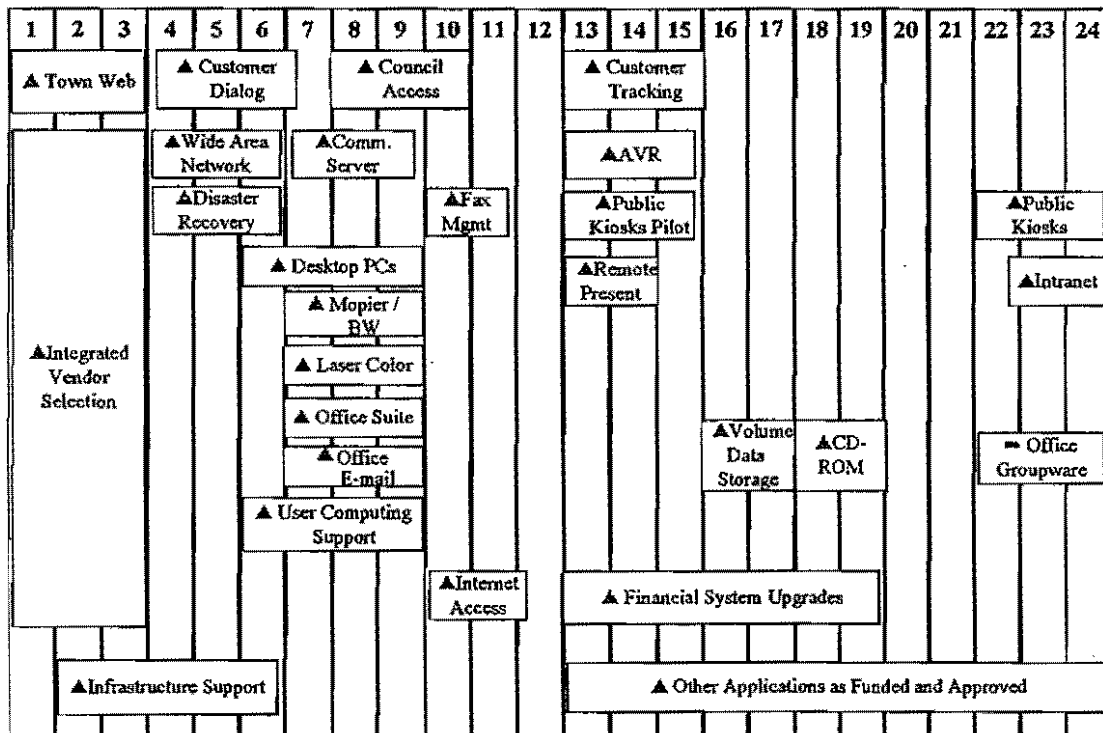 1 2 3 4 5 6 7 8 9 10 11 12 13 14 15 16 17 18 19 20 21 22 23 24
▲ Town Web
▲ Customer
Dialog
▲ Council
Access
▲ Customer
Tracking
▲Wide Area
Network
▲Comm.
Server
▲AVR
▲Disaster
Recovery
▲Fax
Mgmt
▲Public
Kiosks Pilot
▲Public
Kiosks
▲ Desktop PCs
▲Remote
Present
▲Intranet
▲ Mopier /
BW
▲Integrated
Vendor
Selection
▲ Laser Color
▲ Office Suite
▲Office
E-mail
▲Volume
Data
Storage
▲CD-
ROM
Office
Groupware
▲ User Computing
Support
▲Internet
Access
▲ Financial System Upgrades
▲Infrastructure Support
▲ Other Applications as Funded and Approved